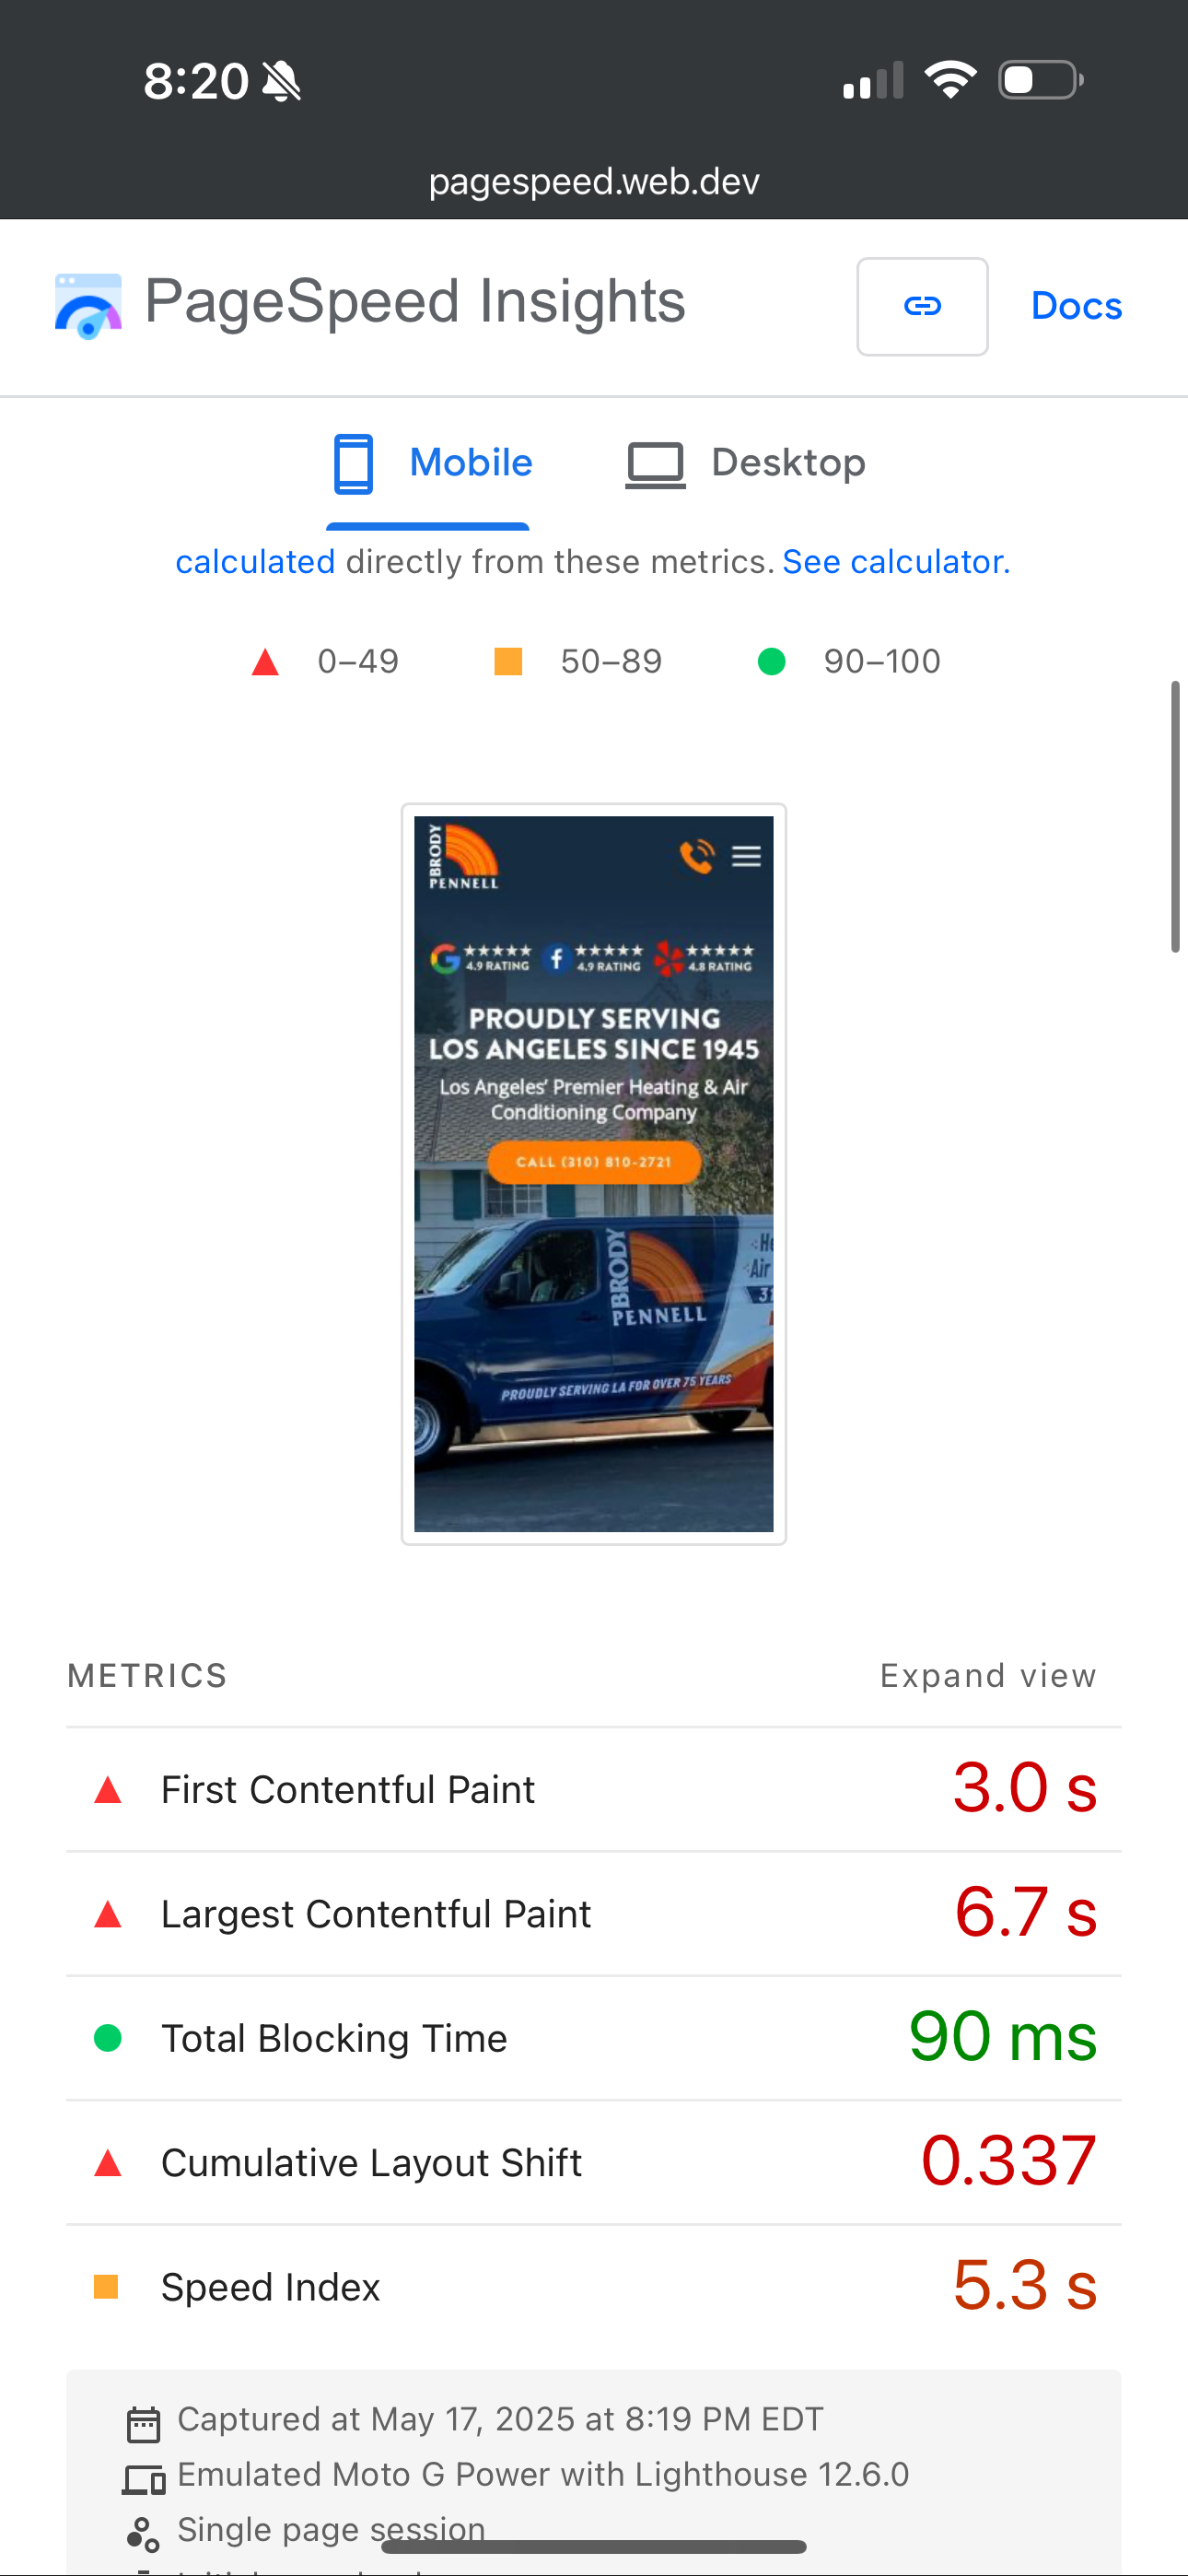 8:20
pagespeed.web.dev
PageSpeed Insights
Docs
Mobile
Desktop
calculated directly from these metrics. See calculator.
0–49
50–89
90–100
BRODY
PENNELL
4.9 RATING
4.9 RATING
4.8 RATING
PROUDLY SERVING
LOS ANGELES SINCE 1945
Los Angeles' Premier Heating & Air
Conditioning Company
CALL (310) 810-2721
BRODY
PENNELL
Air
PROUDLY SERVING LA FOR OVER 75 YEARS
METRICS
Expand view
First Contentful Paint
3.0 s
Largest Contentful Paint
6.7 s
Total Blocking Time
90 ms
Cumulative Layout Shift
0.337
Speed Index
5.3 s
Captured at May 17, 2025 at 8:19 PM EDT
Emulated Moto G Power with Lighthouse 12.6.0
Single page session